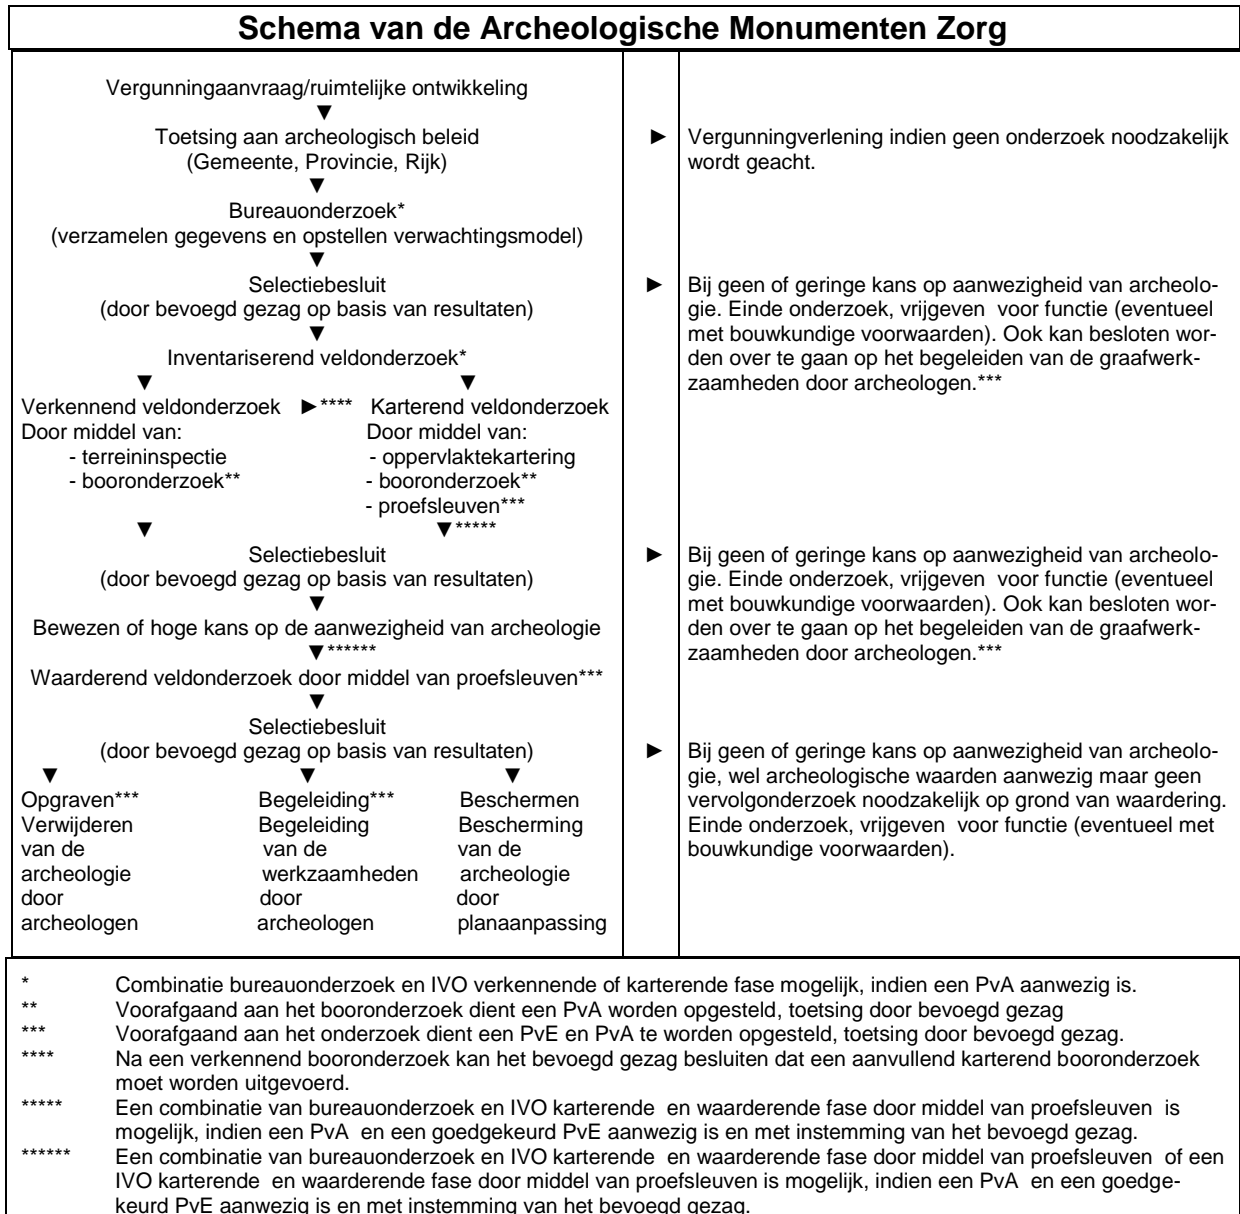 Schema van de Archeologische Monumenten Zorg
Vergunningaanvraag/ruimtelijke ontwikkeling
▼
Toetsing aan archeologisch beleid
(Gemeente, Provincie, Rijk)
► Vergunningverlening indien geen onderzoek noodzakelijk
wordt geacht.
▼
Bureauonderzoek*
(verzamelen gegevens en opstellen verwachtingsmodel)
▼
Selectiebesluit
(door bevoegd gezag op basis van resultaten)
► Bij geen of geringe kans op aanwezigheid van archeolo-
gie. Einde onderzoek, vrijgeven voor functie (eventueel
met bouwkundige voorwaarden). Ook kan besloten wor-
den over te gaan op het begeleiden van de graafwerk-
zaamheden door archeologen.***
▼
Inventariserend veldonderzoek*
▼ ▼
Verkennend veldonderzoek ►**** Karterend veldonderzoek
Door middel van: Door middel van:
- terreininspectie - oppervlaktekartering
- booronderzoek** - booronderzoek**
- proefsleuven***
▼ ▼*****
Selectiebesluit
(door bevoegd gezag op basis van resultaten)
► Bij geen of geringe kans op aanwezigheid van archeolo-
gie. Einde onderzoek, vrijgeven voor functie (eventueel
met bouwkundige voorwaarden). Ook kan besloten wor-
den over te gaan op het begeleiden van de graafwerk-
zaamheden door archeologen.***
▼
Bewezen of hoge kans op de aanwezigheid van archeologie
▼******
Waarderend veldonderzoek door middel van proefsleuven***
▼
Selectiebesluit
(door bevoegd gezag op basis van resultaten)
► Bij geen of geringe kans op aanwezigheid van archeolo-
gie, wel archeologische waarden aanwezig maar geen
vervolgonderzoek noodzakelijk op grond van waardering.
Einde onderzoek, vrijgeven voor functie (eventueel met
bouwkundige voorwaarden).
▼ ▼ ▼
Opgraven*** Begeleiding*** Beschermen
Verwijderen Begeleiding Bescherming
van de van de van de
archeologie werkzaamheden archeologie
door door door
archeologen archeologen planaanpassing
* Combinatie bureauonderzoek en IVO verkennende of karterende fase mogelijk, indien een PvA aanwezig is.
** Voorafgaand aan het booronderzoek dient een PvA worden opgesteld, toetsing door bevoegd gezag
*** Voorafgaand aan het onderzoek dient een PvE en PvA te worden opgesteld, toetsing door bevoegd gezag.
**** Na een verkennend booronderzoek kan het bevoegd gezag besluiten dat een aanvullend karterend booronderzoek
moet worden uitgevoerd.
***** Een combinatie van bureauonderzoek en IVO karterende en waarderende fase door middel van proefsleuven is
mogelijk, indien een PvA en een goedgekeurd PvE aanwezig is en met instemming van het bevoegd gezag.
****** Een combinatie van bureauonderzoek en IVO karterende en waarderende fase door middel van proefsleuven of een
IVO karterende en waarderende fase door middel van proefsleuven is mogelijk, indien een PvA en een goedge-
keurd PvE aanwezig is en met instemming van het bevoegd gezag.